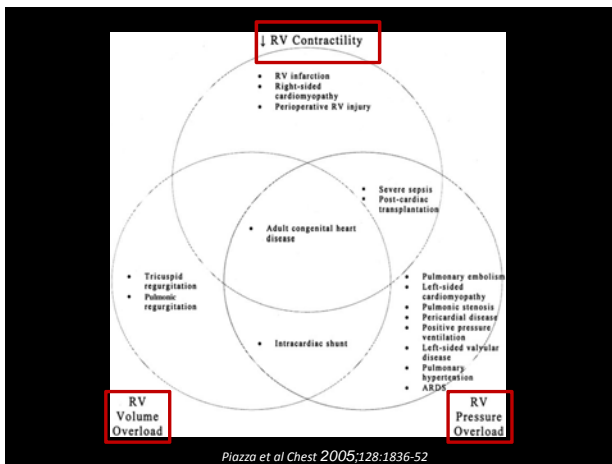 ↓ RV Contractility
• RV infarction
• Right-sided
cardiomyopathy
• Perioperative RV injury
• Severe sepsis
• Post-cardiac
transplantation
• Adult congenital heart
disease
• Tricuspid
regurgitation
• Pulmonic
regurgitation
• Pulmonary embolism
• Left-sided
cardiomyopathy
• Pulmonic stenosis
• Pericardial disease
• Positive pressure
ventilation
• Left-sided valvular
disease
• Pulmonary
hypertension
• ARDS
• Intracardiac shunt
RV
Volume
Overload
RV
Pressure
Overload
Piazza et al Chest 2005;128:1836-52